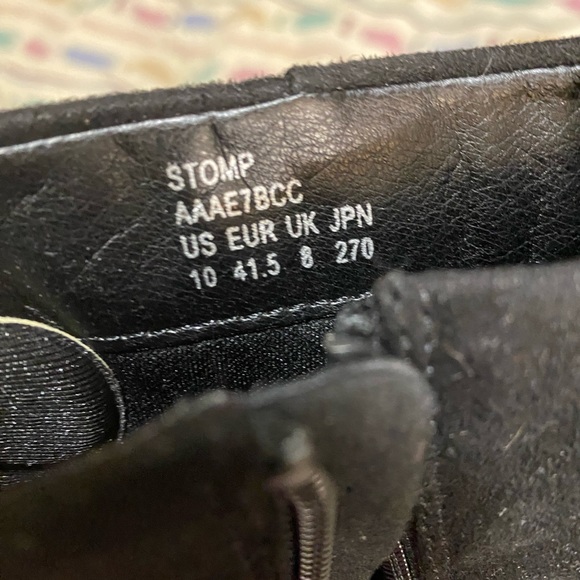 STOMP
AAAE7BCC
US EUR UK JPN
10 41.5 8 270